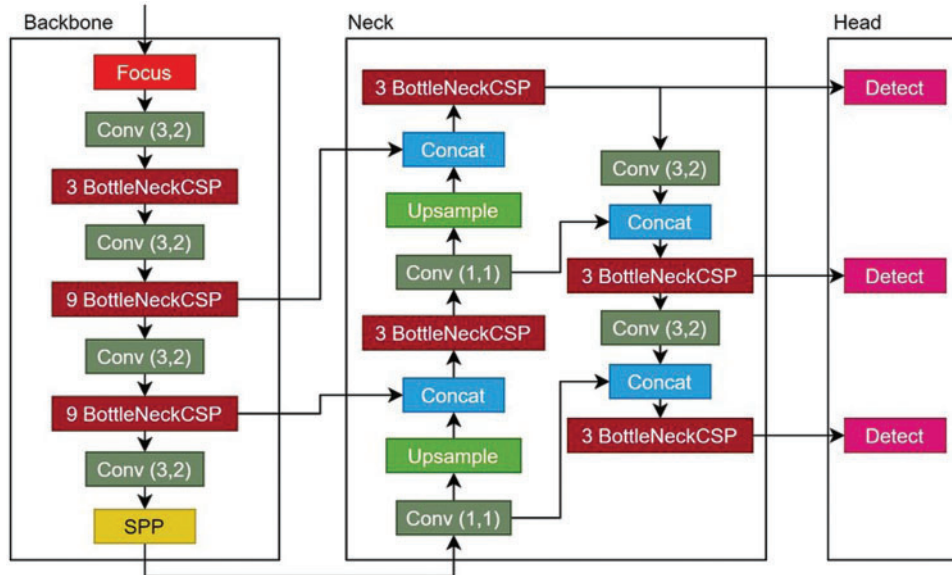 Backbone
Focus
Conv (3,2)
3 BottleNeckCSP
Conv (3,2)
9 BottleNeckCSP
Conv (3,2)
9 BottleNeckCSP
Conv (3,2)
SPP
Neck
3 BottleNeckCSP
Concat
Upsample
Conv (1,1)
3 BottleNeckCSP
Concat
Upsample
Conv (1,1)
Conv (3,2)
Concat
3 BottleNeckCSP
Conv (3,2)
Concat
3 BottleNeckCSP
Head
Detect
Detect
Detect